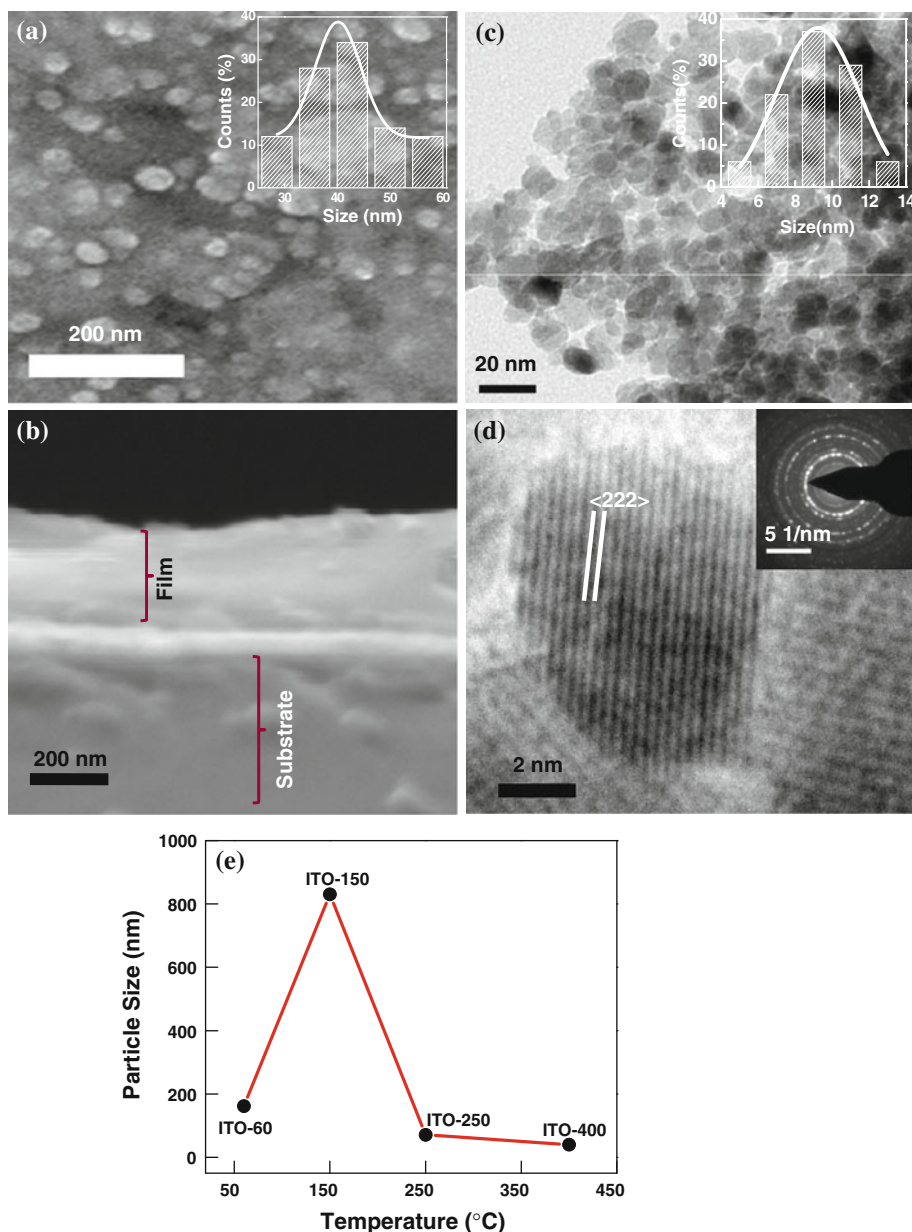 (a)
40
30
20
10
0
Counts (%)
30 40 50 60
Size (nm)
200 nm
(c)
40
30
20
10
0
Counts(%)
4 6 8 10 12 14
Size(nm)
20 nm
(b)
Film
Substrate
200 nm
(d)
<222>
5 1/nm
2 nm
(e)
1000
800
600
400
200
0
Particle Size (nm)
ITO-150
ITO-60
ITO-250
ITO-400
50 150 250 350 450
Temperature (°C)